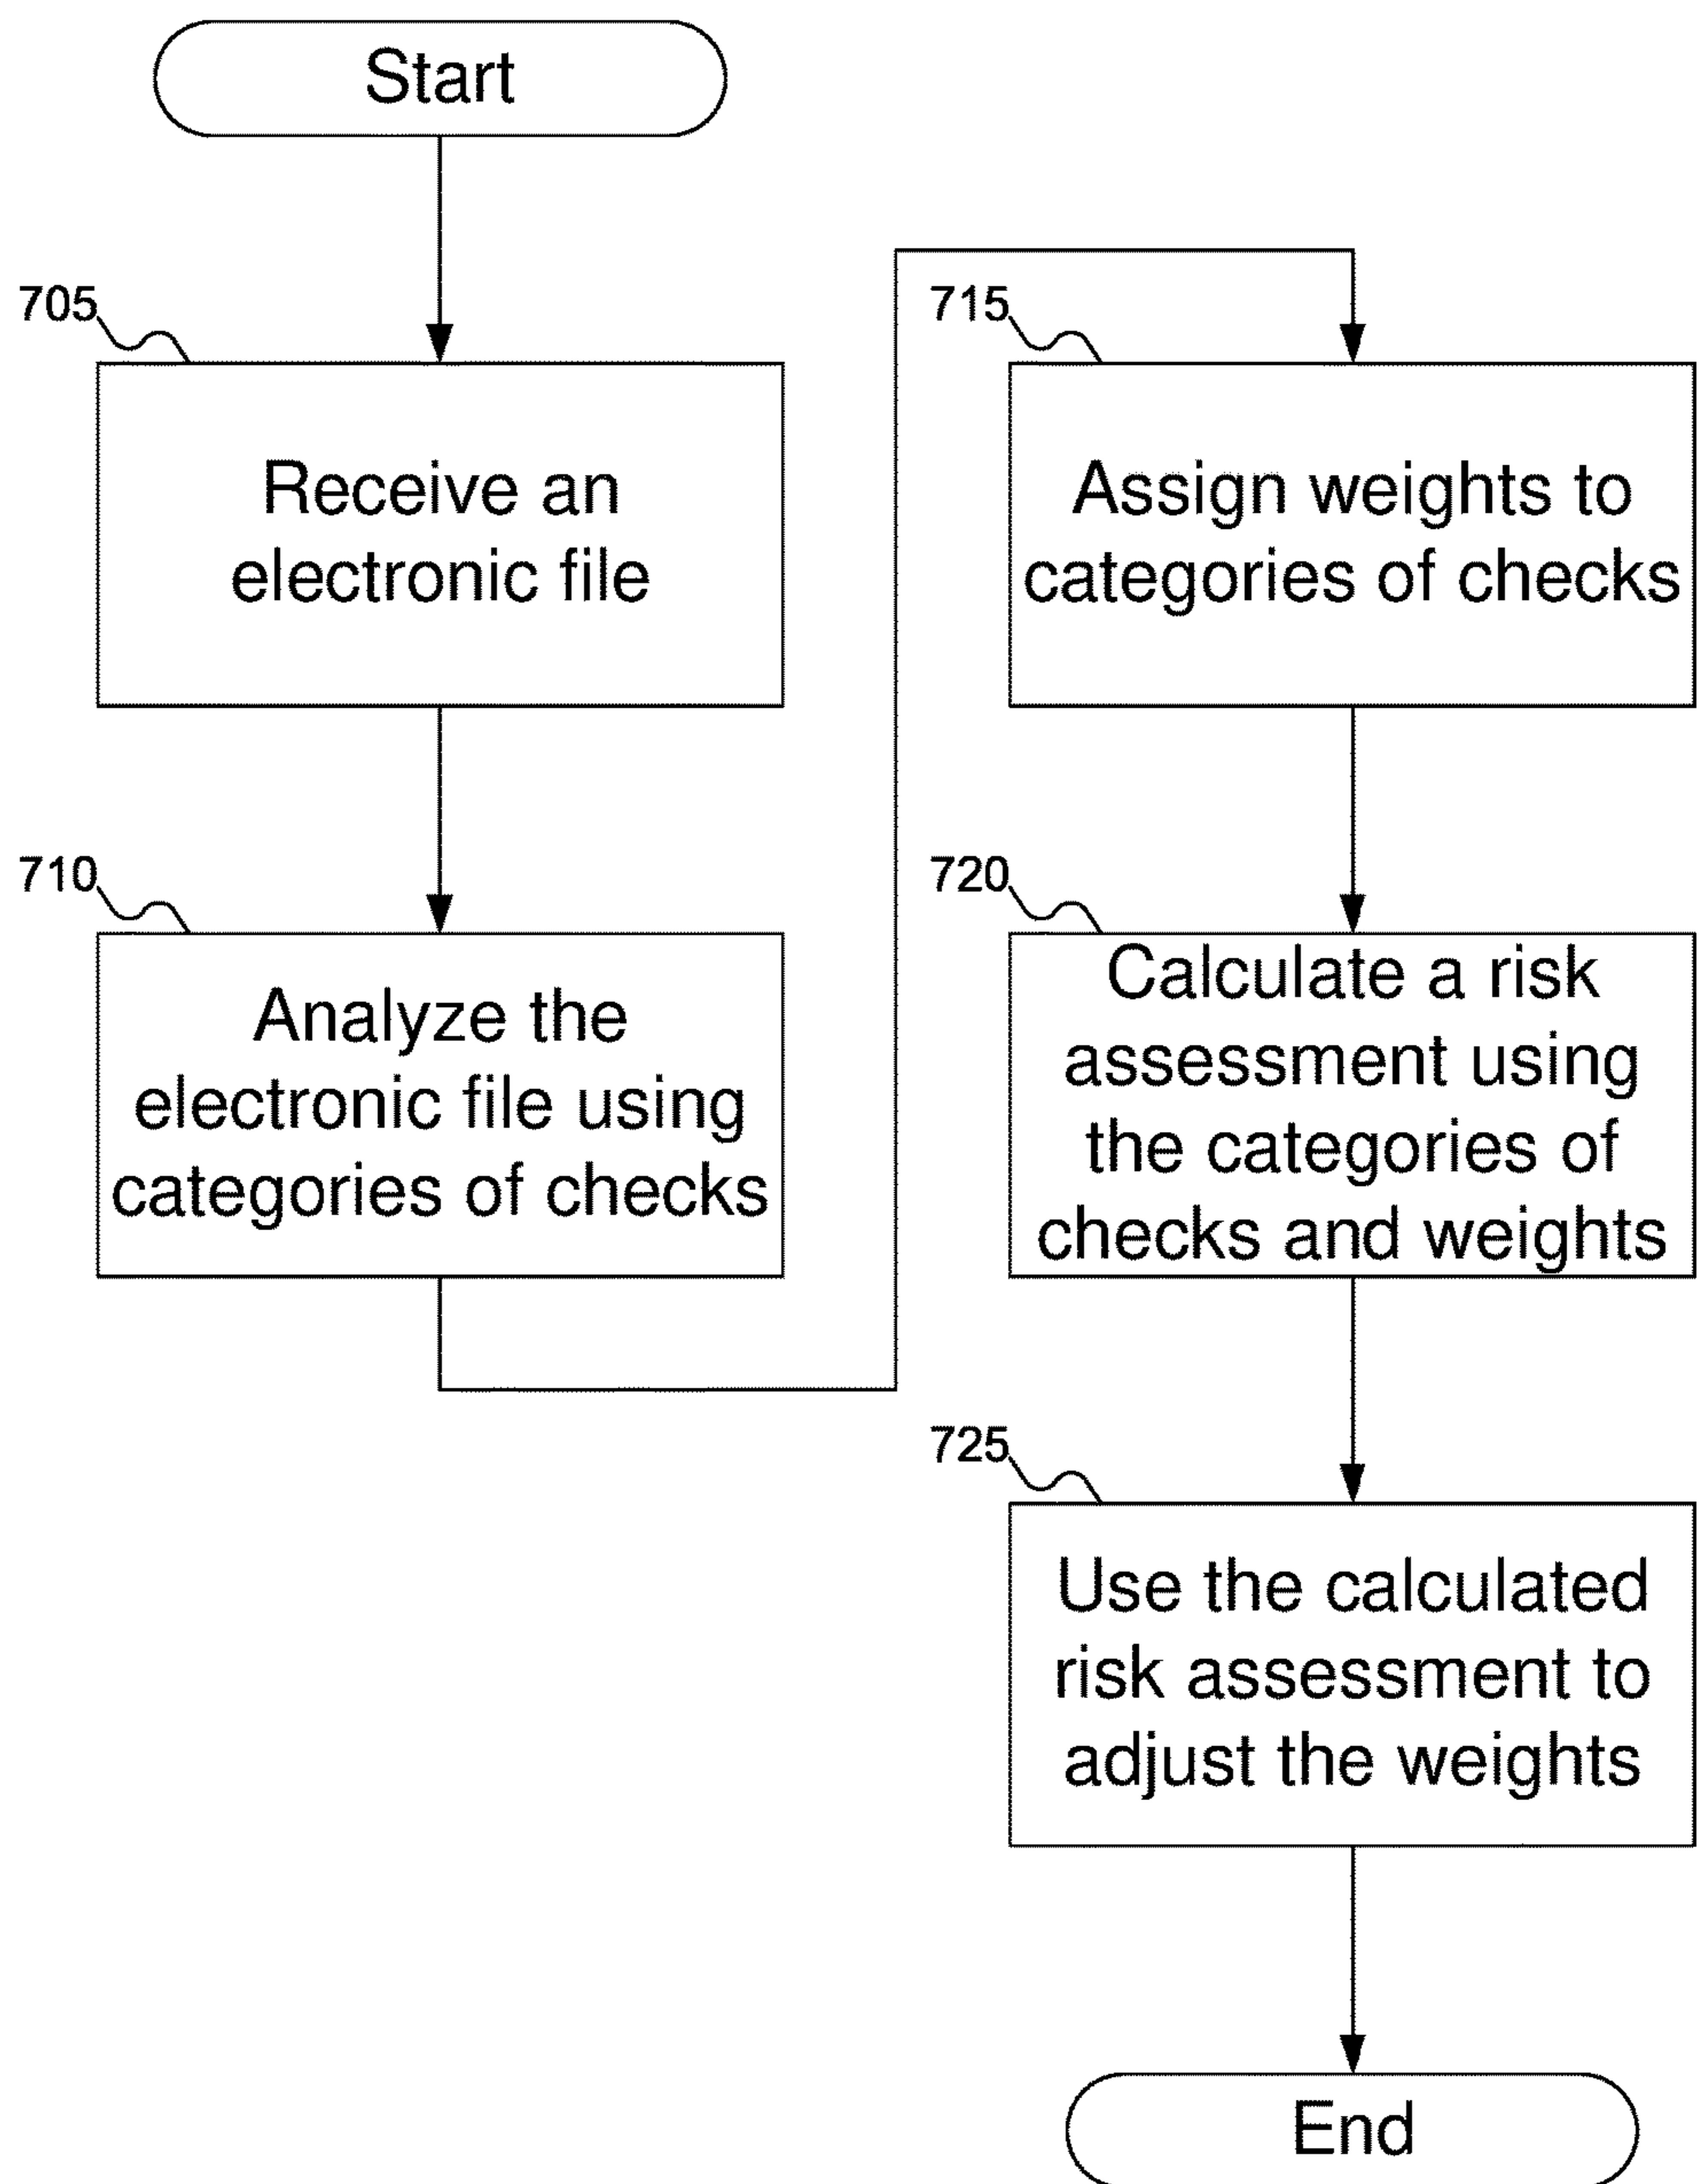 Start
705
Receive an
electronic file
710
Analyze the
electronic file using
categories of checks
715
Assign weights to
categories of checks
720
Calculate a risk
assessment using
the categories of
checks and weights
725
Use the calculated
risk assessment to
adjust the weights
End